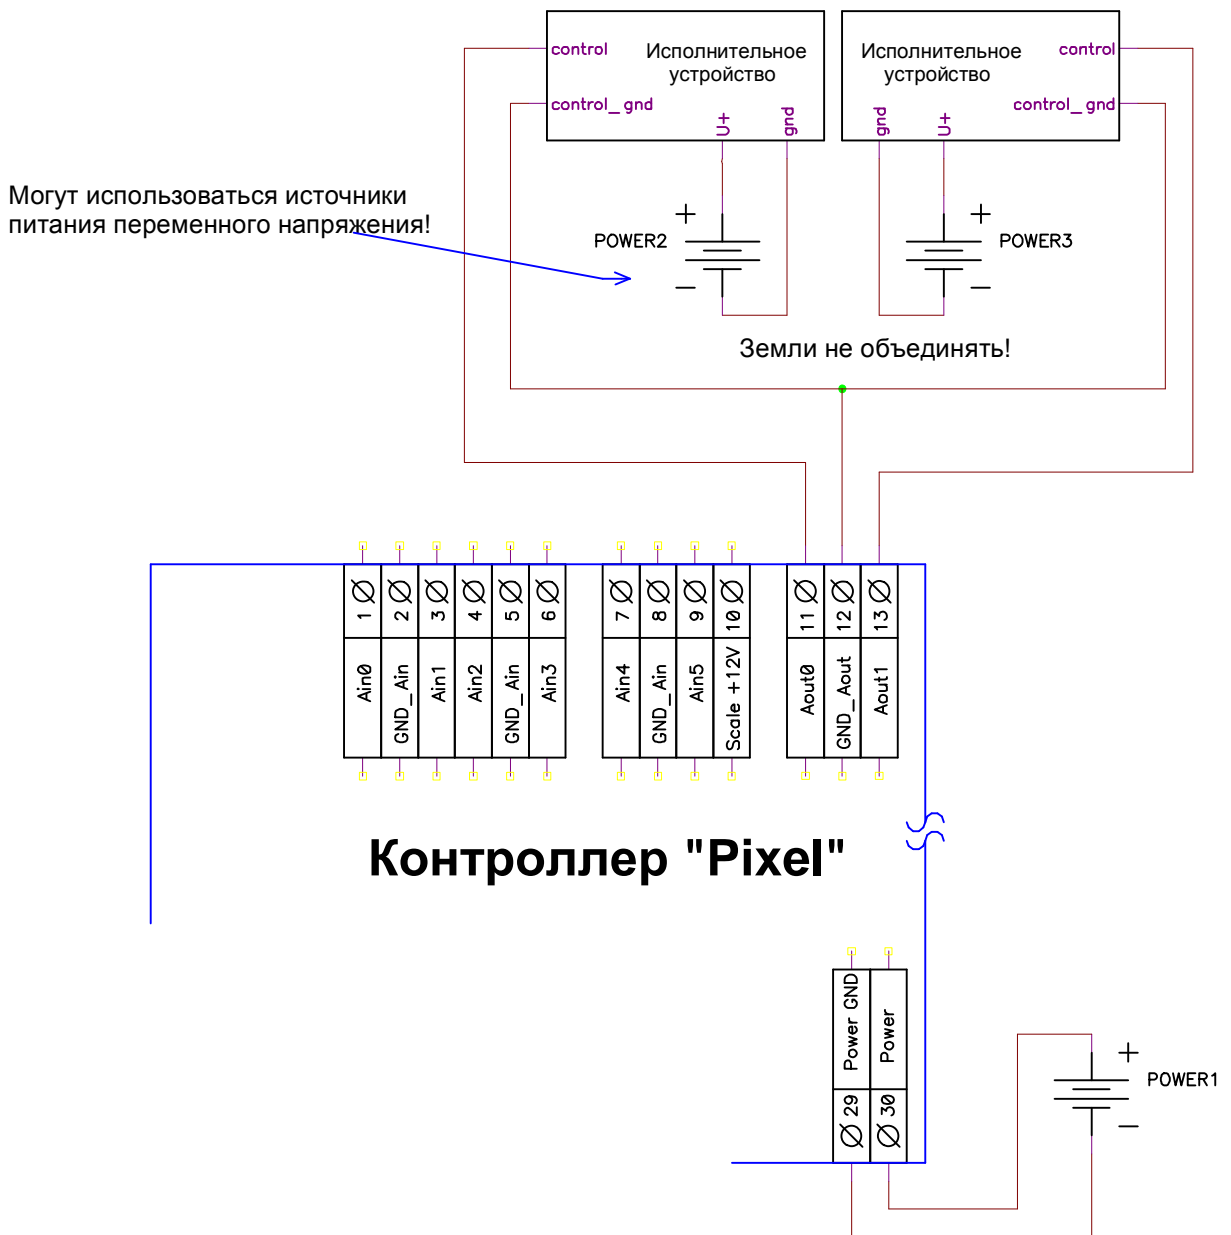 control
Исполнительное
устройство
control_gnd
U+
gnd
Исполнительное
устройство
control
control_gnd
gnd
U+
Могут использоваться источники
питания переменного напряжения!
+
POWER2
−
+
POWER3
−
Земли не объединять!
1 Ain0
2 GND_Ain
3 Ain1
4 Ain2
5 GND_Ain
6 Ain3
7 Ain4
8 GND_Ain
9 Ain5
10 Scale +12V
11 Aout0
12 GND_Aout
13 Aout1
Контроллер "Pixel"
29 Power GND
30 Power
+
POWER1
−